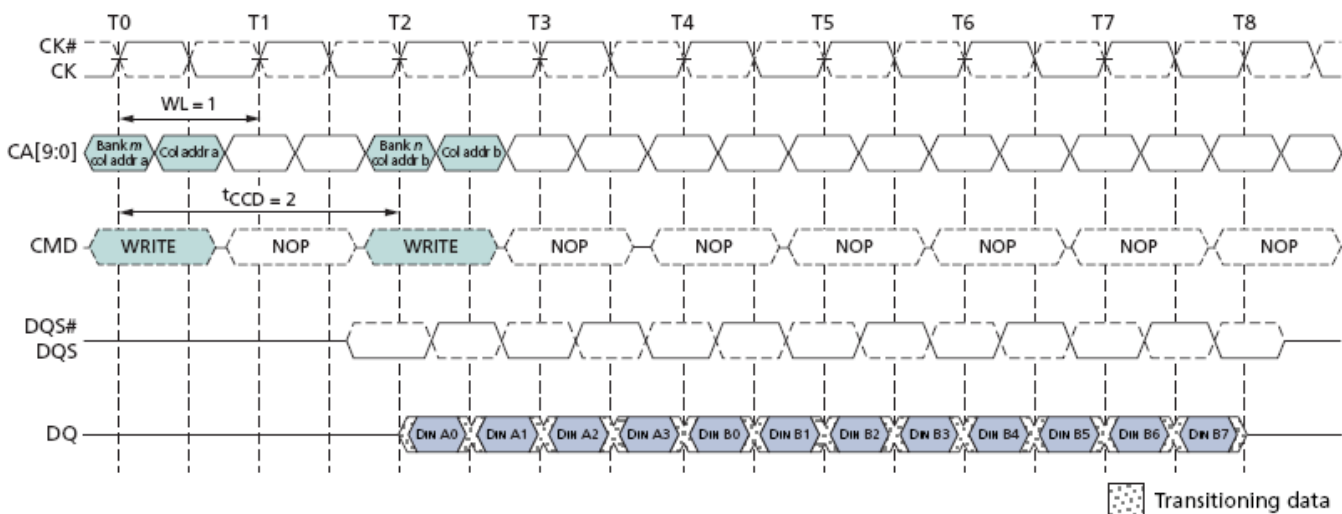 T0 T1 T2 T3 T4 T5 T6 T7 T8
CK#
CK
WL = 1
CA[9:0] Bank m col addr a Col addr a Bank n col addr b Col addr b
tCCD = 2
CMD WRITE NOP WRITE NOP NOP NOP NOP NOP NOP
DQS#
DQS
DQ DIN A0 DIN A1 DIN A2 DIN A3 DIN B0 DIN B1 DIN B2 DIN B3 DIN B4 DIN B5 DIN B6 DIN B7
Transitioning data